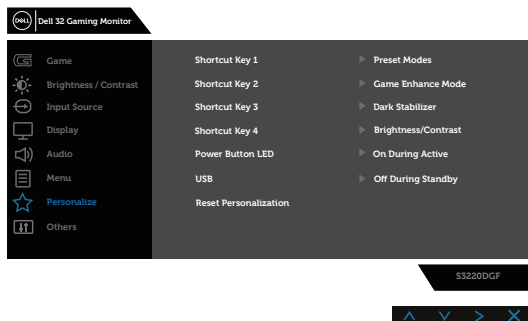 DELL Dell 32 Gaming Monitor
Game
Brightness / Contrast
Input Source
Display
Audio
Menu
Personalize
Others
Shortcut Key 1 Preset Modes
Shortcut Key 2 Game Enhance Mode
Shortcut Key 3 Dark Stabilizer
Shortcut Key 4 Brightness/Contrast
Power Button LED On During Active
USB Off During Standby
Reset Personalization
S3220DGF